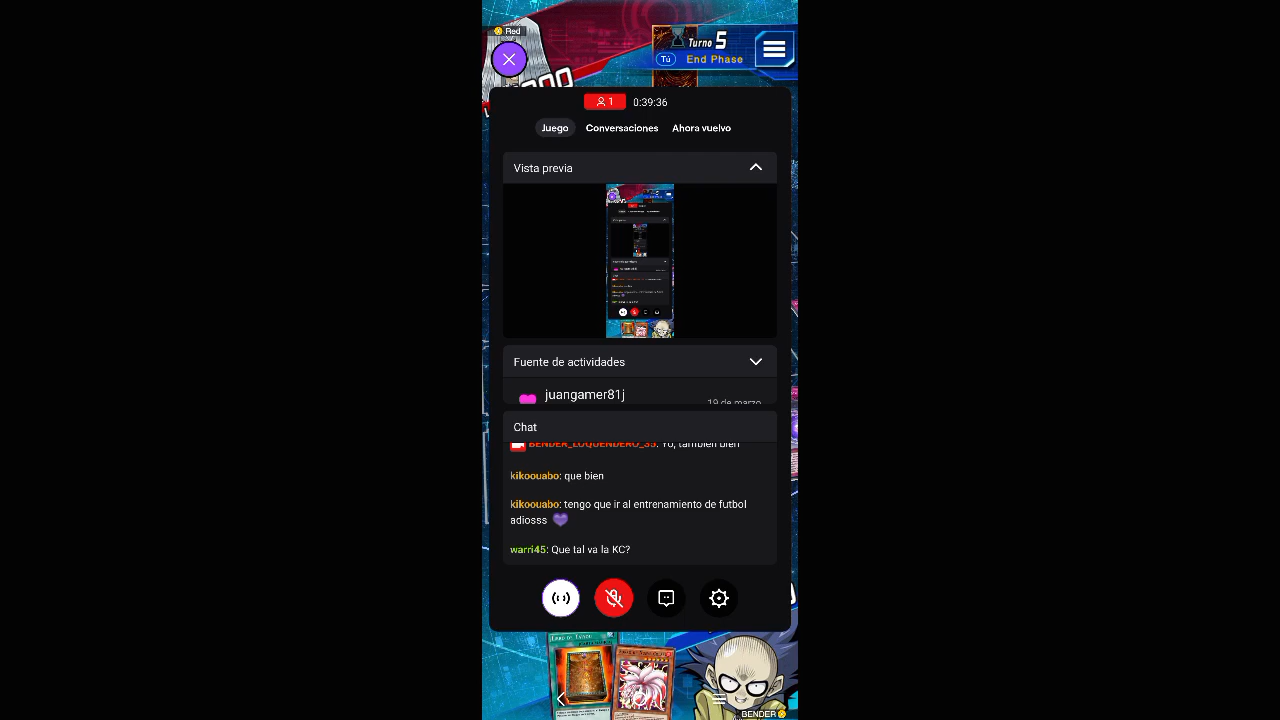 Red
Turno 5
Tú End Phase
1 0:39:36
Juego Conversaciones Ahora vuelvo
Vista previa
Fuente de actividades
juangamer81j
19 de marzo
Chat
BENDER_LOQUENDERO_35: Yo, también bien
kikoouabo: que bien
kikoouabo: tengo que ir al entrenamiento de futbol
adiosss
warri45: Que tal va la KC?
BENDER